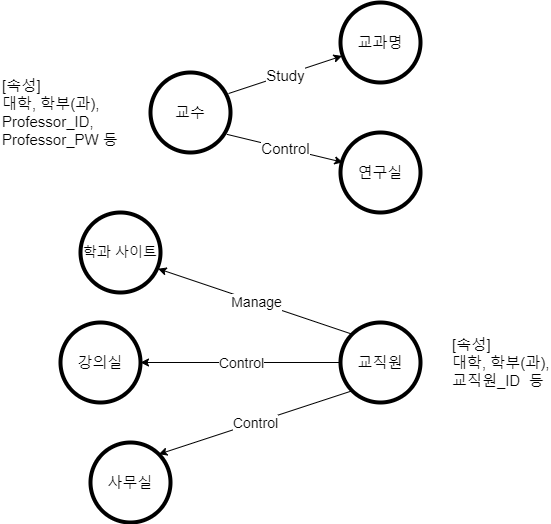 교과명
Study
[속성]
대학, 학부(과),
Professor_ID,
Professor_PW 등
교수
Control
연구실
학과 사이트
Manage
강의실
Control
교직원
[속성]
대학, 학부(과),
교직원_ID 등
Control
사무실